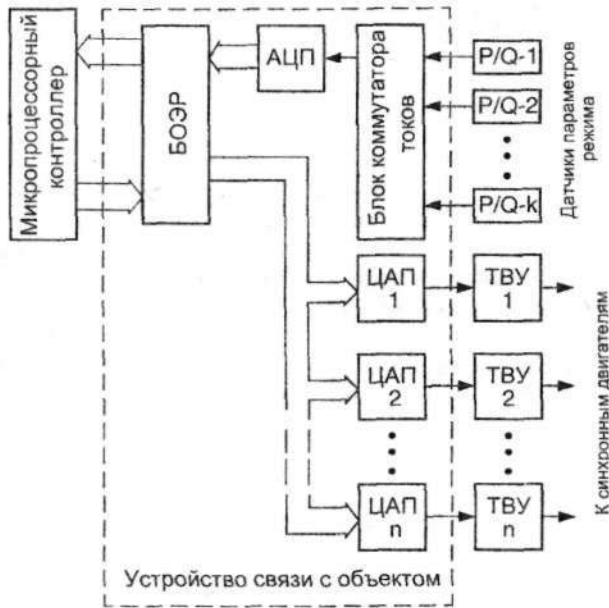 Микропроцессорный
контроллер
БОЭР
АЦП
Блок коммутатора
токов
P/Q-1
P/Q-2
P/Q-k
Датчики параметров
режима
ЦАП
1
ТВУ
1
ЦАП
2
ТВУ
2
ЦАП
n
ТВУ
n
К синхронным двигателям
Устройство связи с объектом